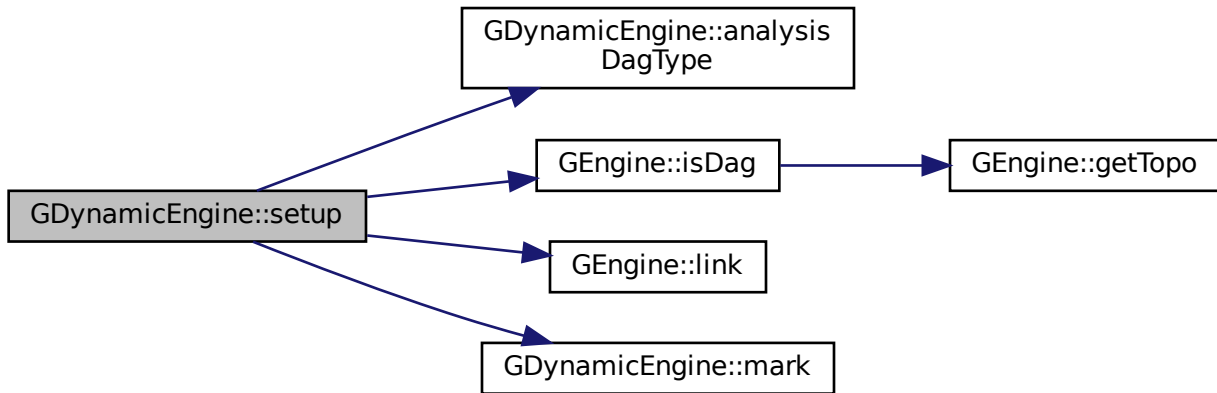 GDynamicEngine::analysis
DagType
GEngine::isDag
GEngine::getTopo
GDynamicEngine::setup
GEngine::link
GDynamicEngine::mark